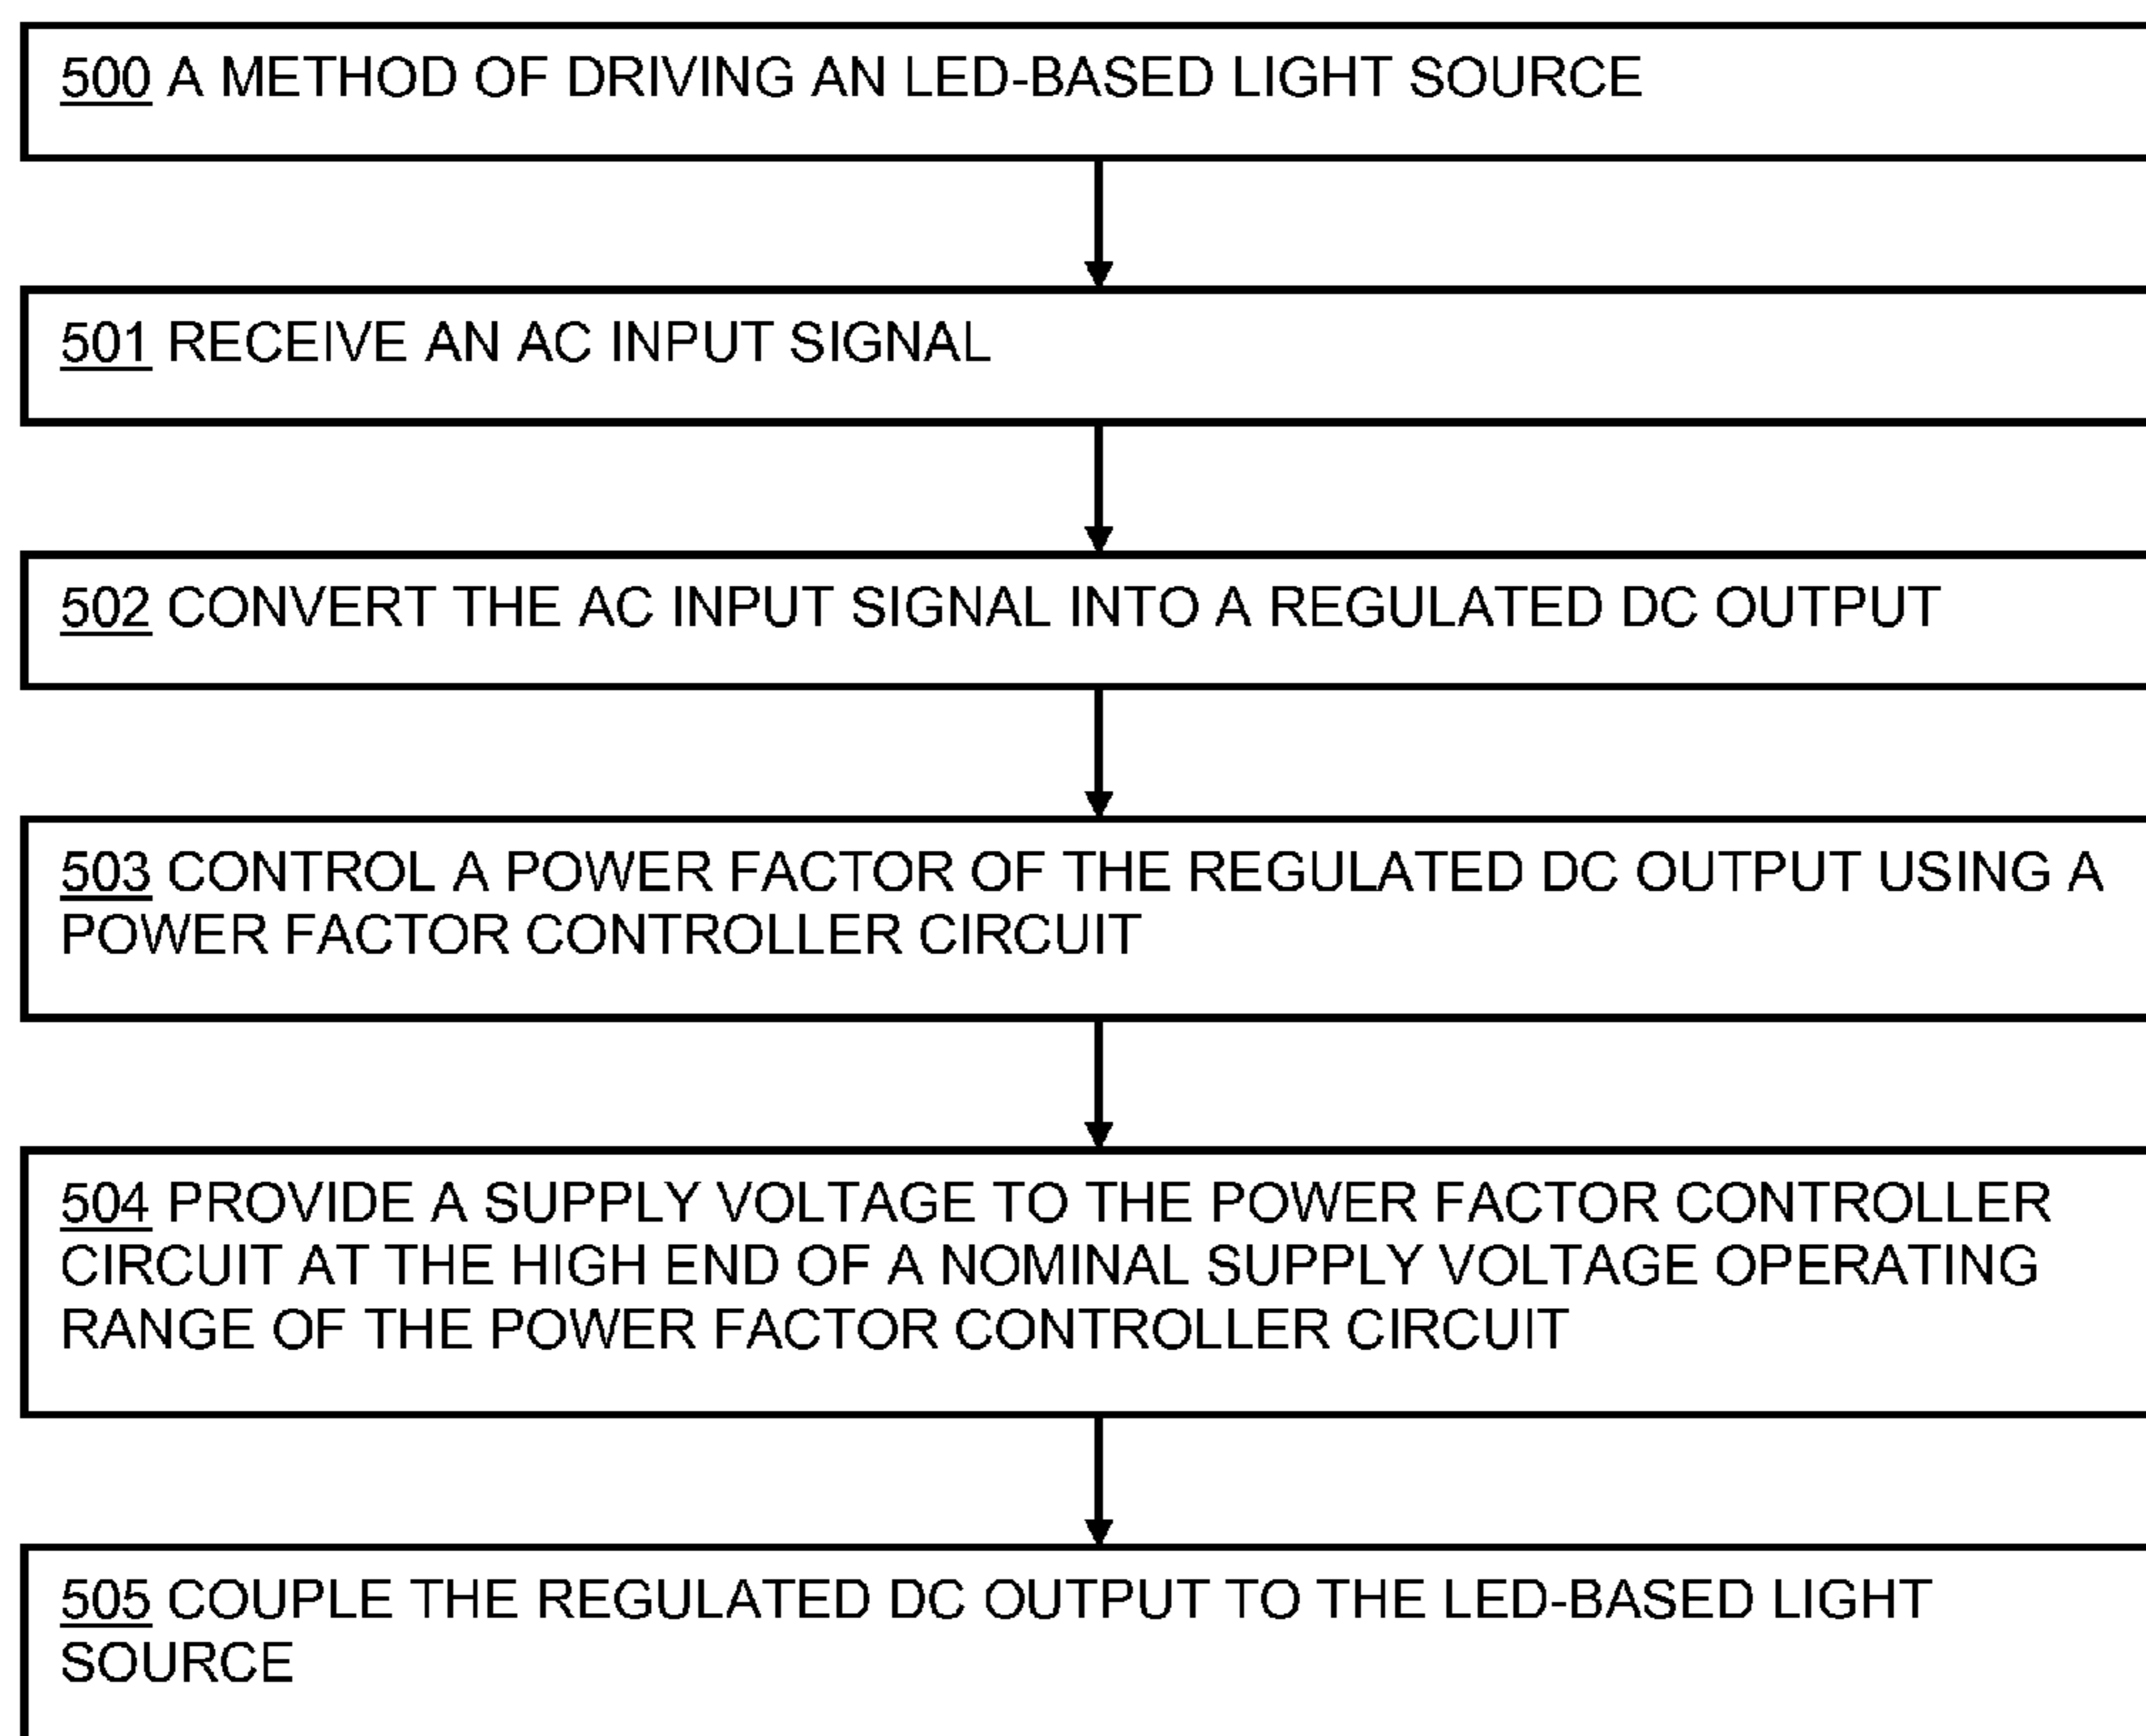 500 A METHOD OF DRIVING AN LED-BASED LIGHT SOURCE
501 RECEIVE AN AC INPUT SIGNAL
502 CONVERT THE AC INPUT SIGNAL INTO A REGULATED DC OUTPUT
503 CONTROL A POWER FACTOR OF THE REGULATED DC OUTPUT USING A
POWER FACTOR CONTROLLER CIRCUIT
504 PROVIDE A SUPPLY VOLTAGE TO THE POWER FACTOR CONTROLLER
CIRCUIT AT THE HIGH END OF A NOMINAL SUPPLY VOLTAGE OPERATING
RANGE OF THE POWER FACTOR CONTROLLER CIRCUIT
505 COUPLE THE REGULATED DC OUTPUT TO THE LED-BASED LIGHT
SOURCE